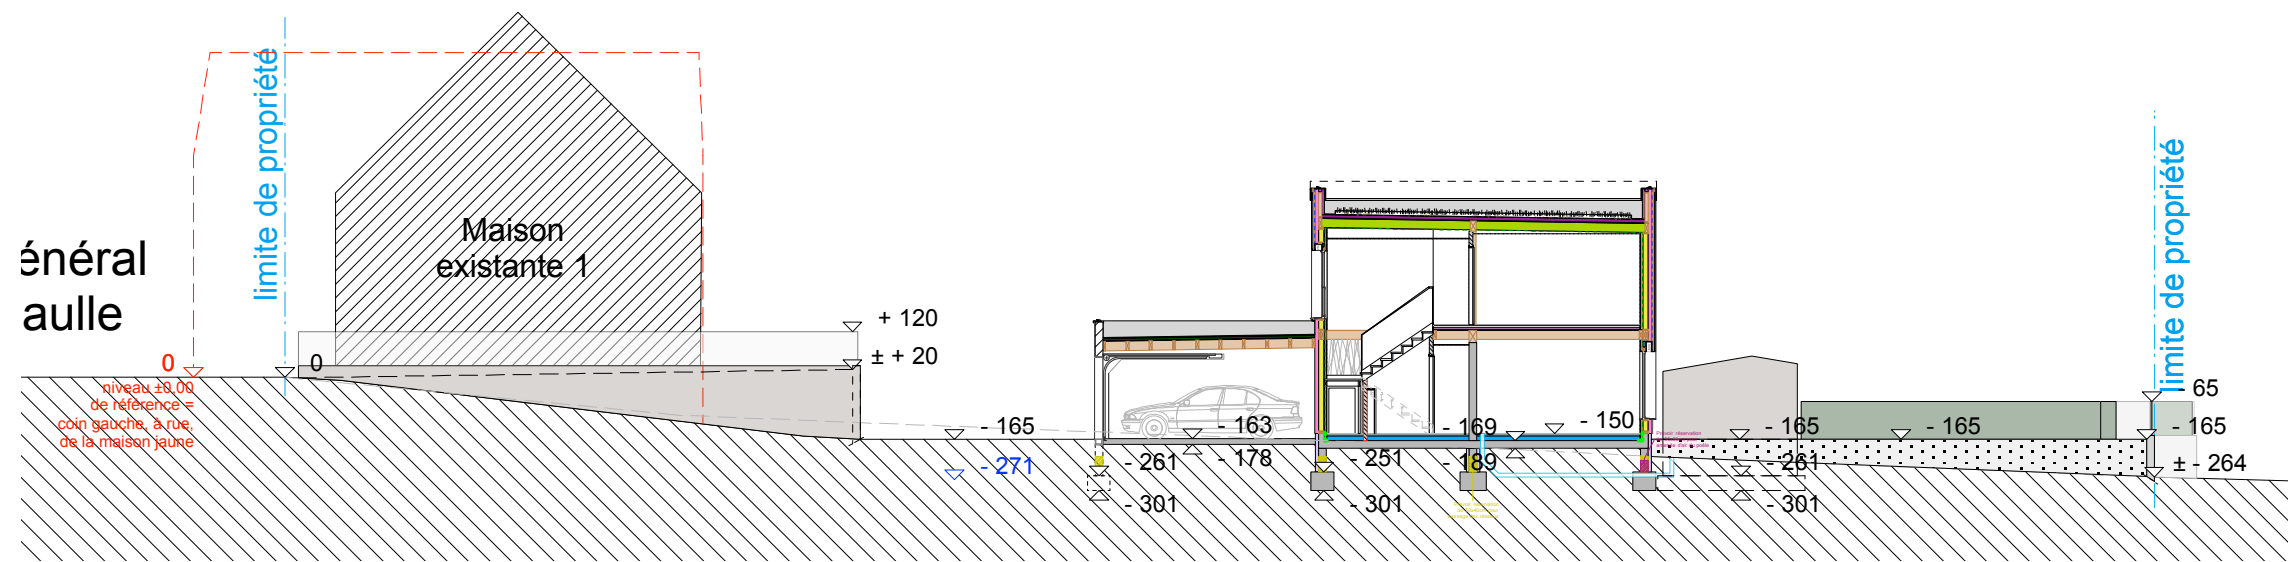 énéral
aulle
limite de propriété
Maison
existante 1
0
niveau ±0,00
de référence =
coin gauche, à rue,
de la maison jaune
0
+ 120
± + 20
- 165
- 271
- 163
- 178
- 261
- 301
- 251
- 301
- 169
- 189
- 150
- 165
- 261
- 301
- 165
limite de propriété
- 65
- 165
± - 264